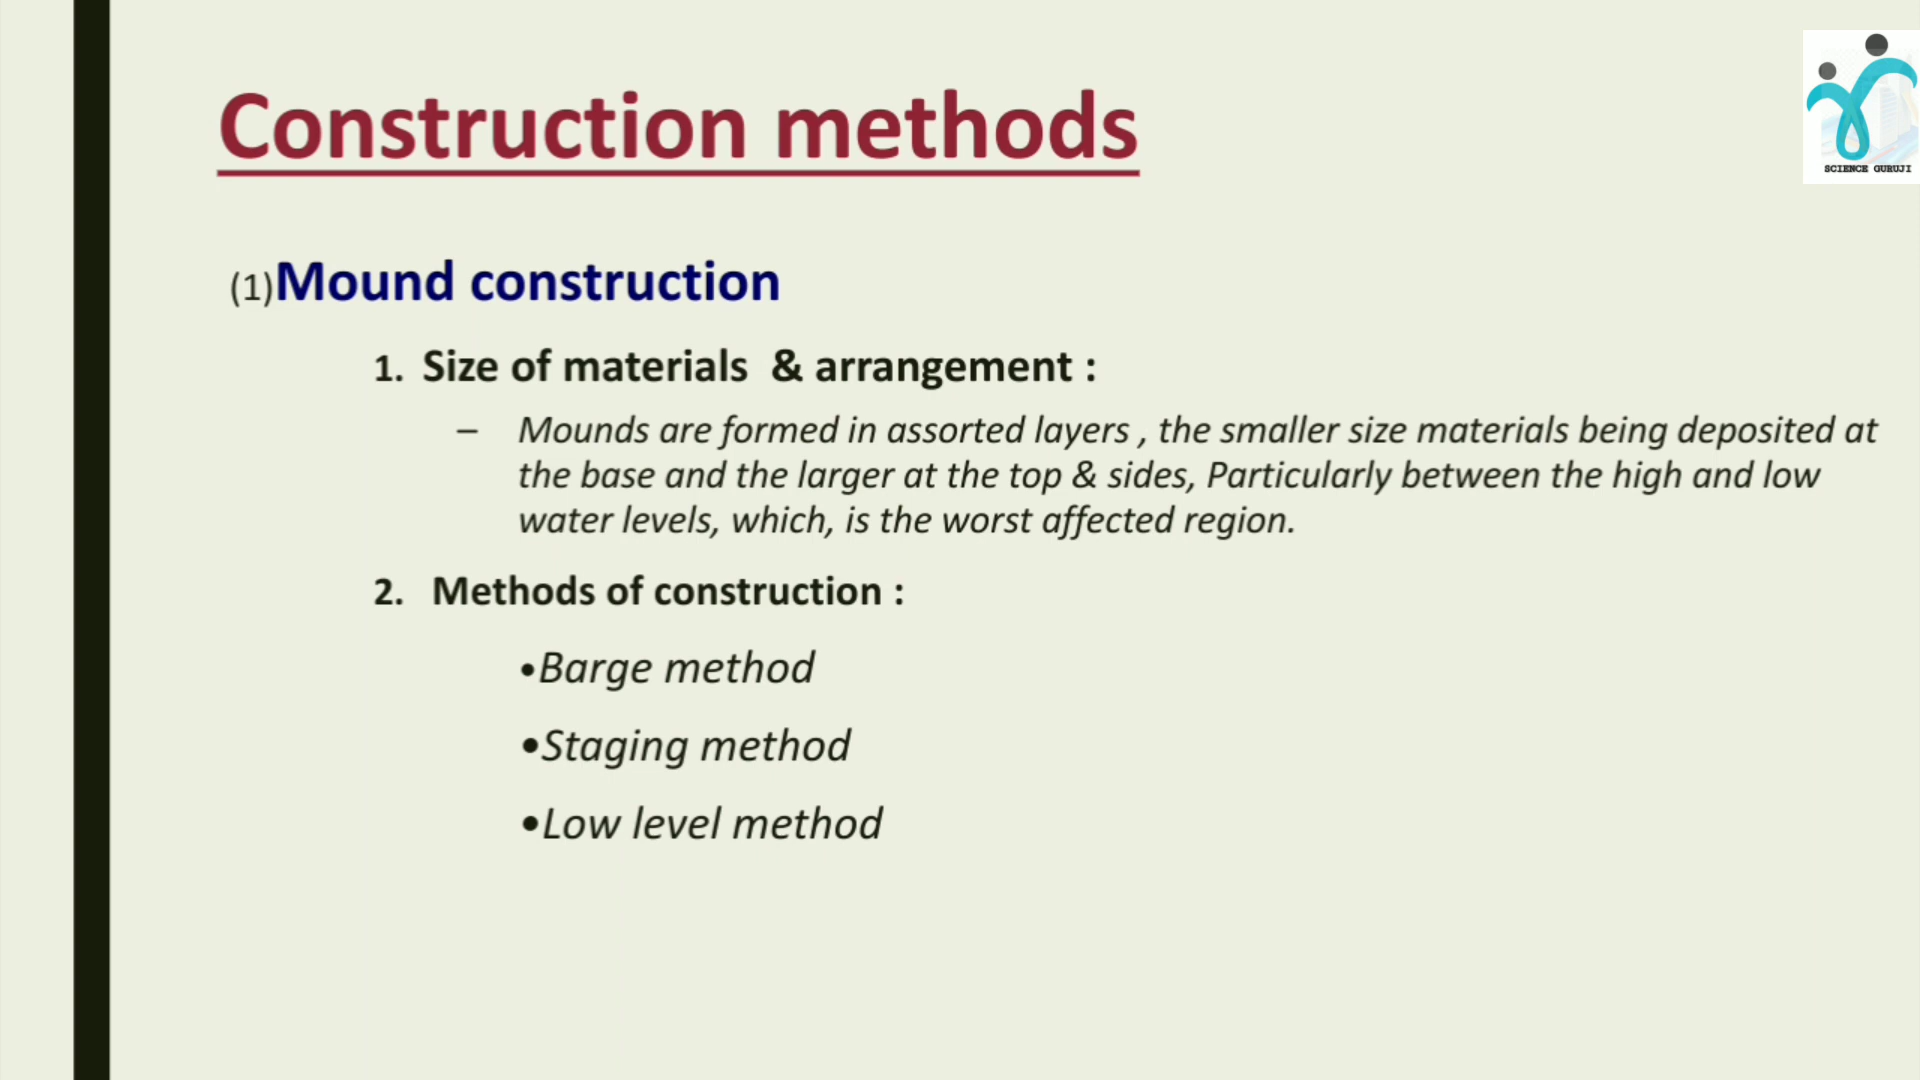 Construction methods
SCIENCE GURUJI
(1)Mound construction
1. Size of materials & arrangement :
– Mounds are formed in assorted layers , the smaller size materials being deposited at
the base and the larger at the top & sides, Particularly between the high and low
water levels, which, is the worst affected region.
2. Methods of construction :
•Barge method
•Staging method
•Low level method